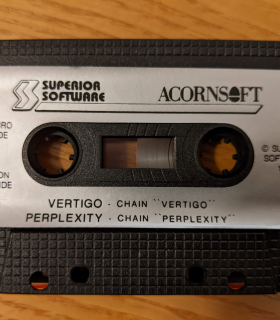 SUPERIOR
SOFTWARE
ACORNSOFT
VERTIGO - CHAIN "VERTIGO"
PERPLEXITY - CHAIN "PERPLEXITY"